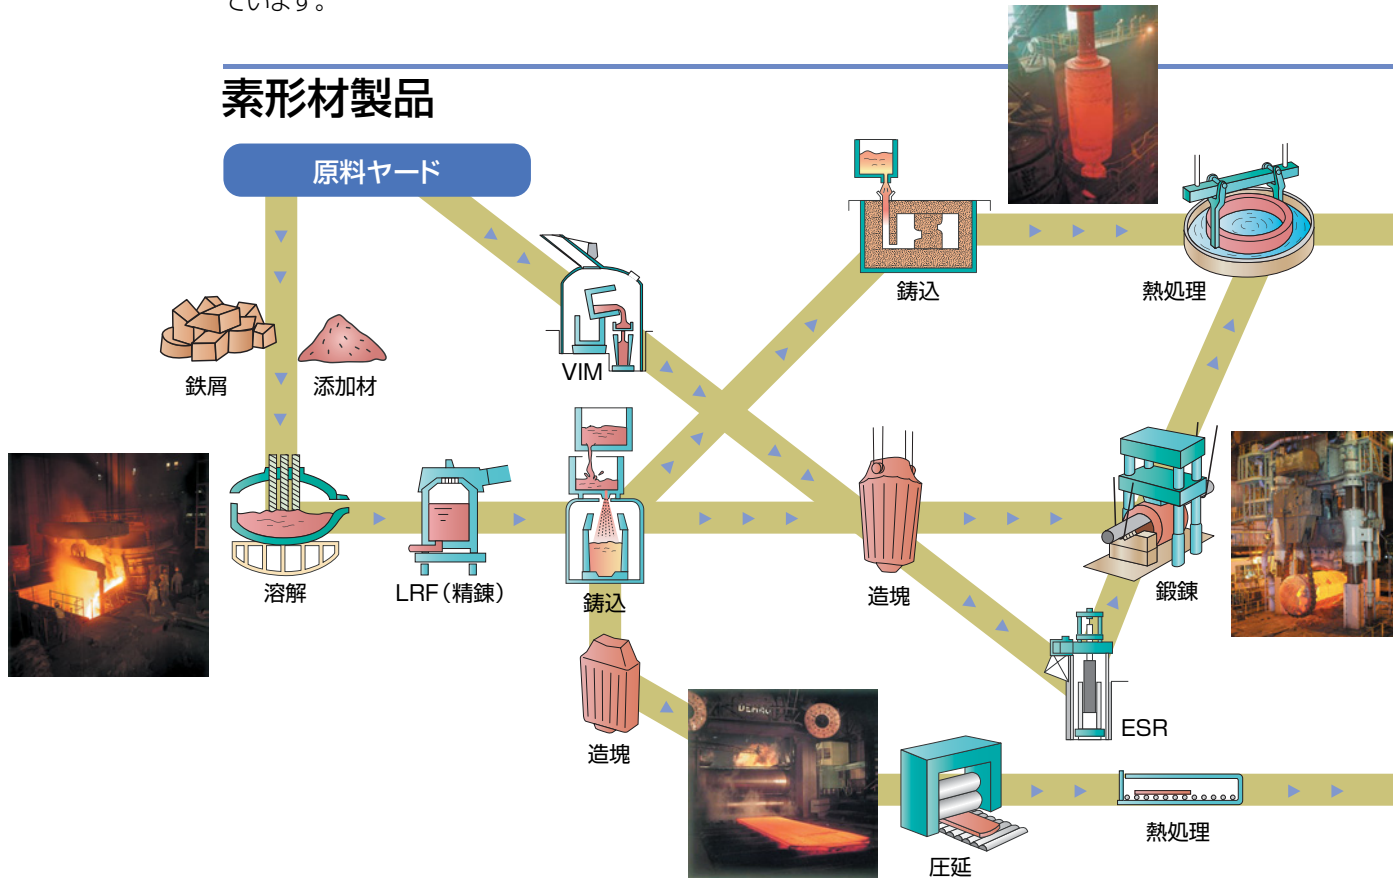 ています。
素形材製品
原料ヤード
鋳込
熱処理
VIM
鉄屑
添加材
溶解
LRF（精錬）
鋳込
造塊
鍛錬
造塊
ESR
熱処理
圧延